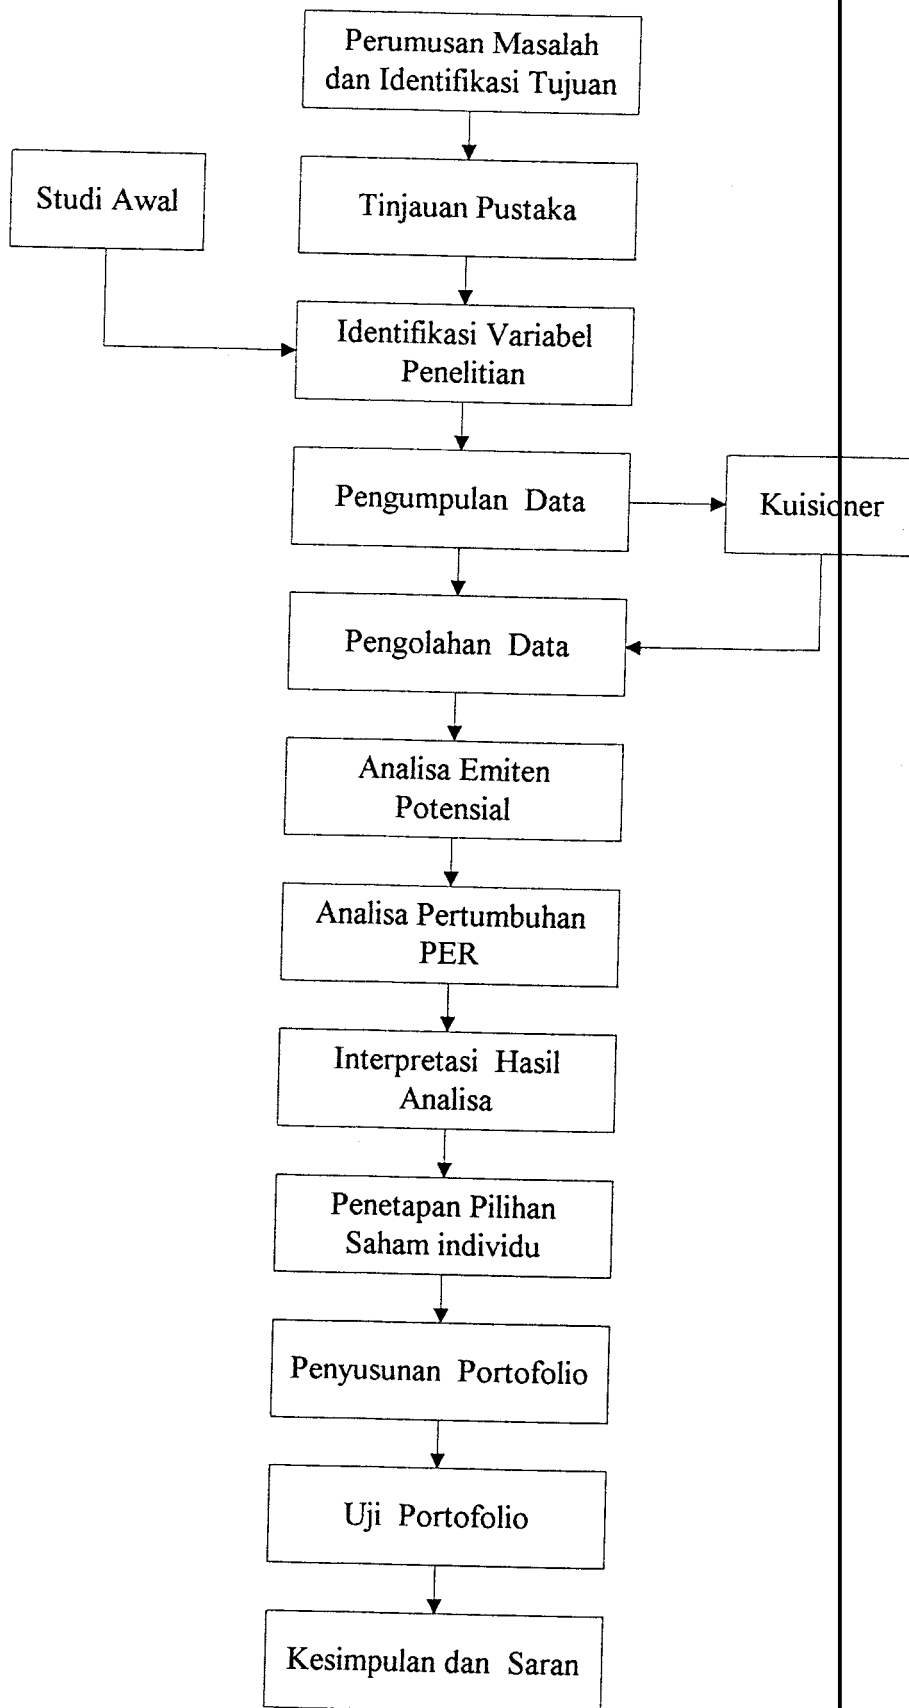 Perumusan Masalah
dan Identifikasi Tujuan
Studi Awal
Tinjauan Pustaka
Identifikasi Variabel
Penelitian
Pengumpulan Data
Kuisioner
Pengolahan Data
Analisa Emiten
Potensial
Analisa Pertumbuhan
PER
Interpretasi Hasil
Analisa
Penetapan Pilihan
Saham individu
Penyusunan Portofolio
Uji Portofolio
Kesimpulan dan Saran